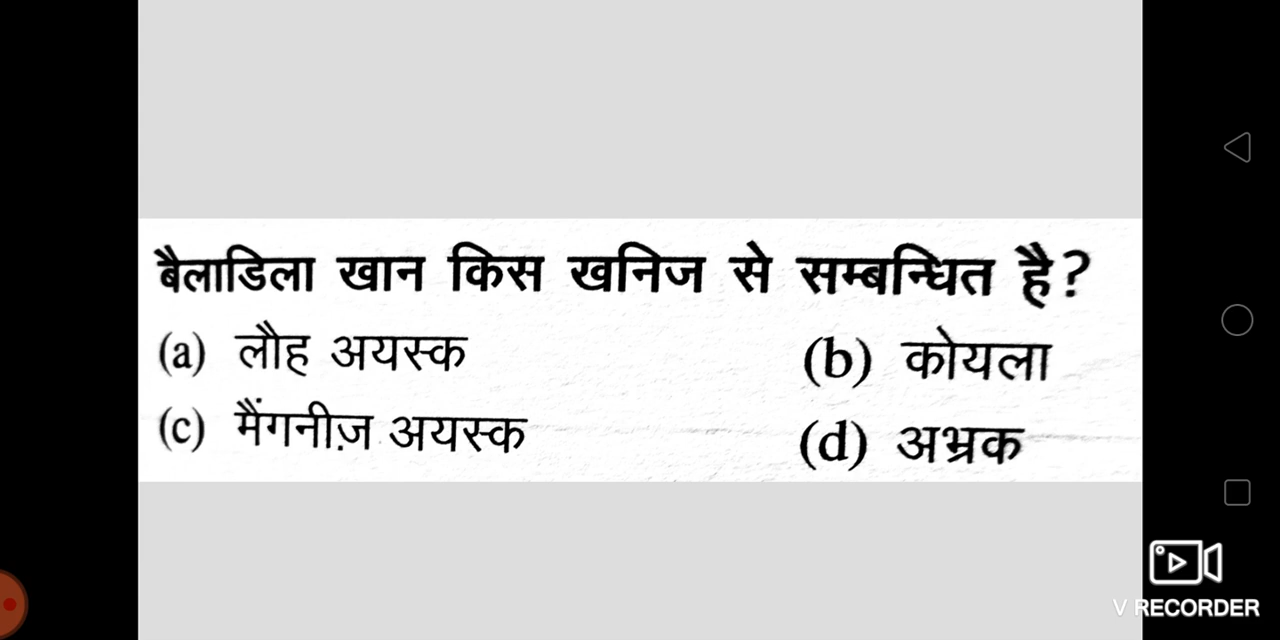 बैलाडिला खान किस खनिज से सम्बन्धित है?
(a) लौह अयस्क (b) कोयला
(c) मैंगनीज़ अयस्क (d) अभ्रक
V RECORDER